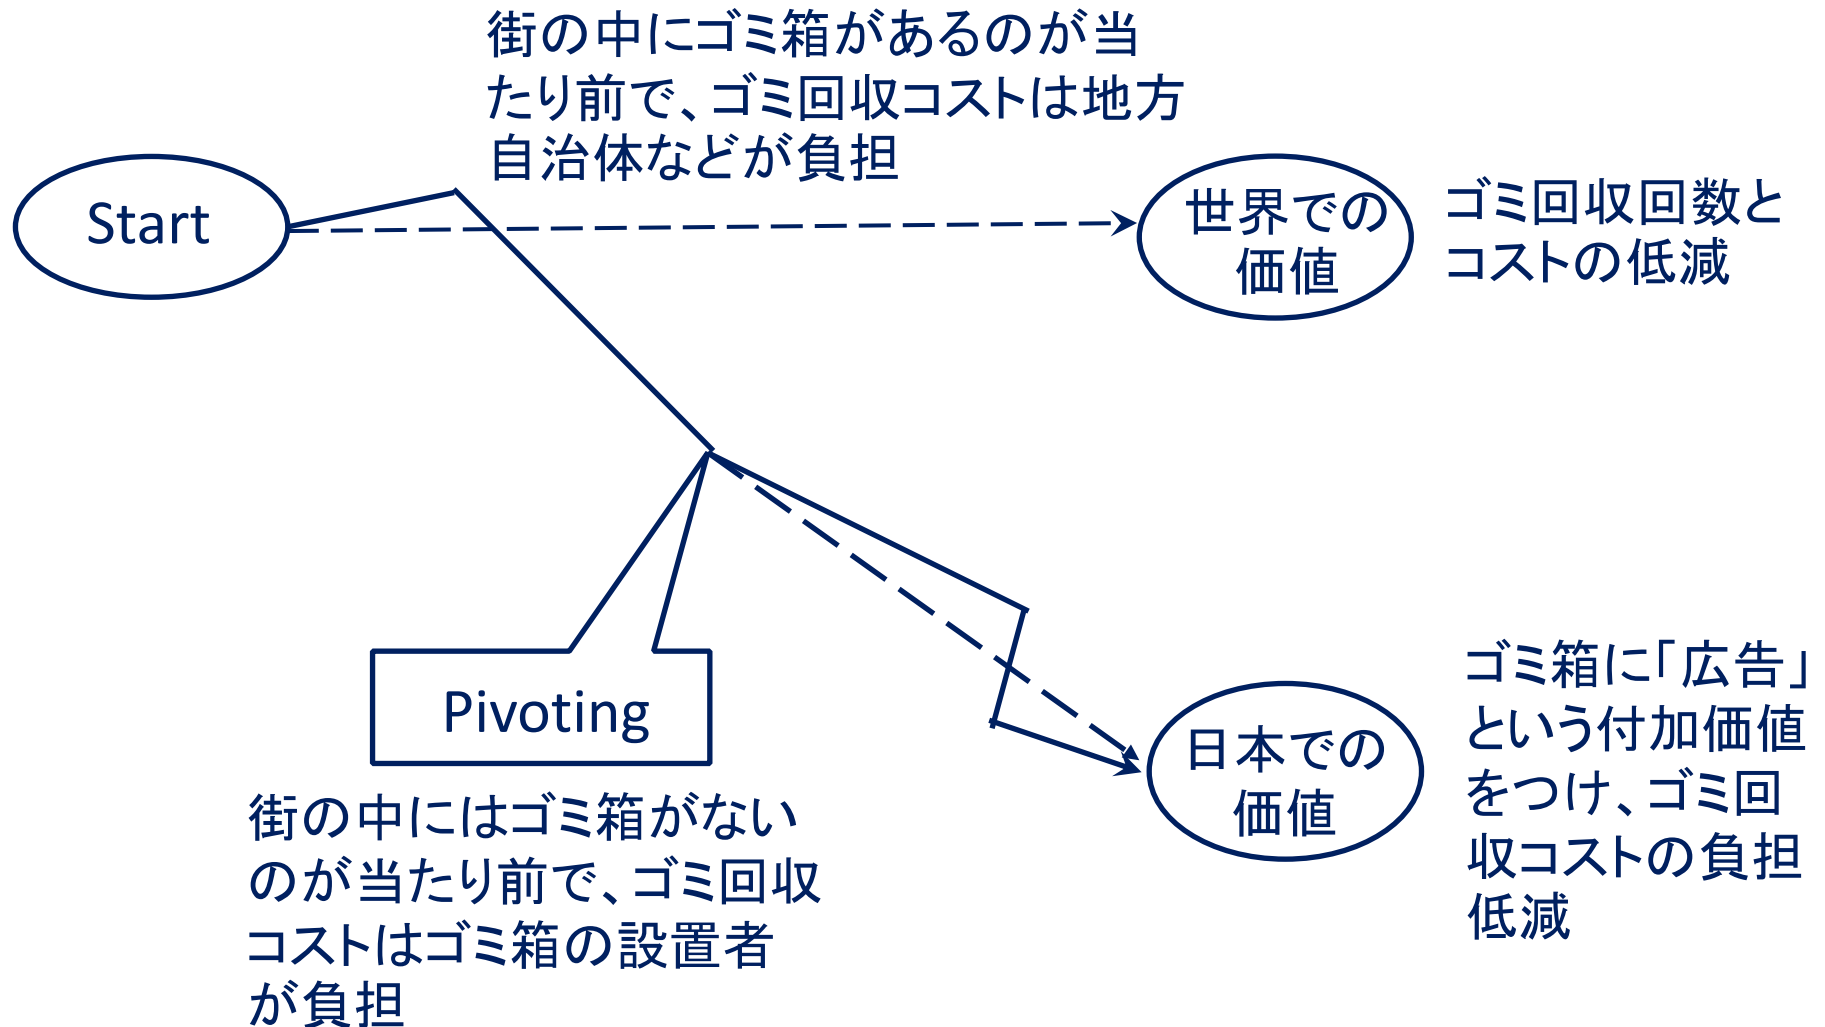 街の中にゴミ箱があるのが当
たり前で、ゴミ回収コストは地方
自治体などが負担
Start
世界での
価値
ゴミ回収回数と
コストの低減
Pivoting
街の中にはゴミ箱がない
のが当たり前で、ゴミ回収
コストはゴミ箱の設置者
が負担
日本での
価値
ゴミ箱に「広告」
という付加価値
をつけ、ゴミ回
収コストの負担
低減